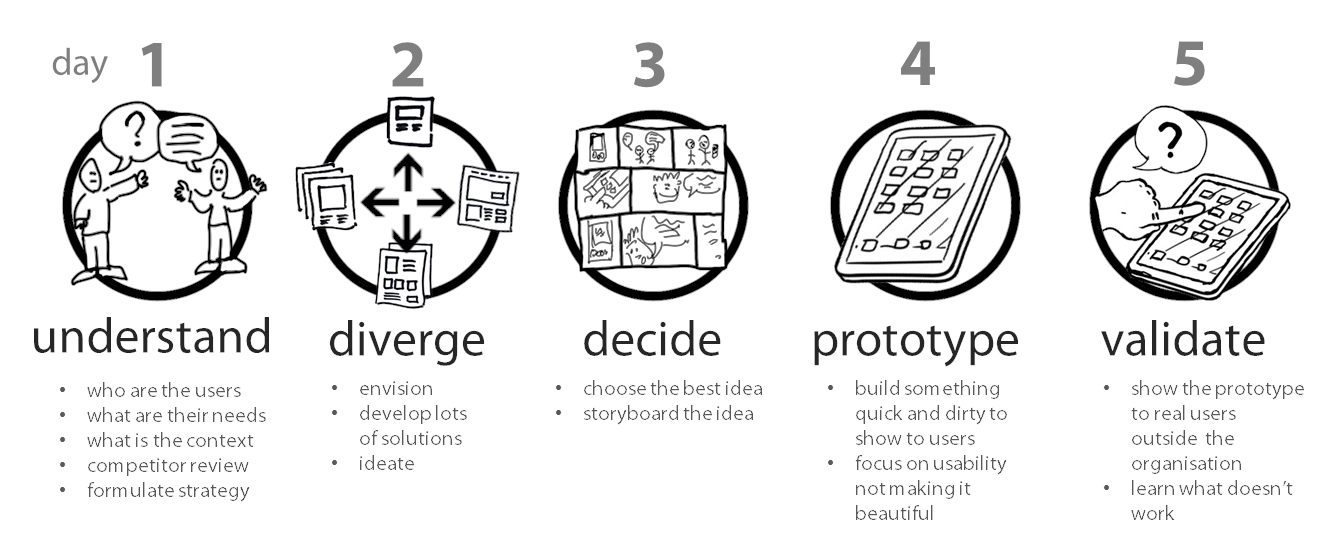 day 1
2
3
4
5
?
?
understand
diverge
decide
prototype
validate
• who are the users
• what are their needs
• what is the context
• competitor review
• formulate strategy
• envision
• develop lots
of solutions
• ideate
• choose the best idea
• storyboard the idea
• build something
quick and dirty to
show to users
• focus on usability
not making it
beautiful
• show the prototype
to real users
outside the
organisation
• learn what doesn't
work